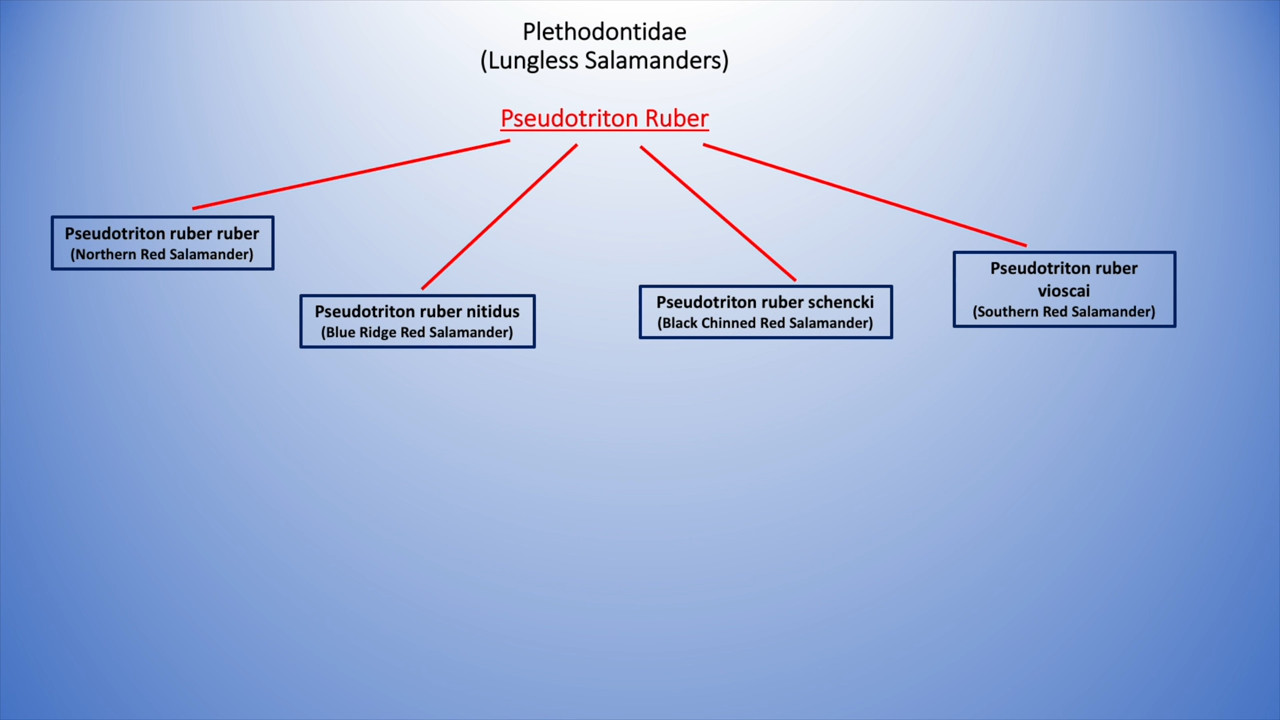 Plethodontidae
(Lungless Salamanders)
Pseudotriton Ruber
Pseudotriton ruber ruber
(Northern Red Salamander)
Pseudotriton ruber nitidus
(Blue Ridge Red Salamander)
Pseudotriton ruber schencki
(Black Chinned Red Salamander)
Pseudotriton ruber
vioscai
(Southern Red Salamander)